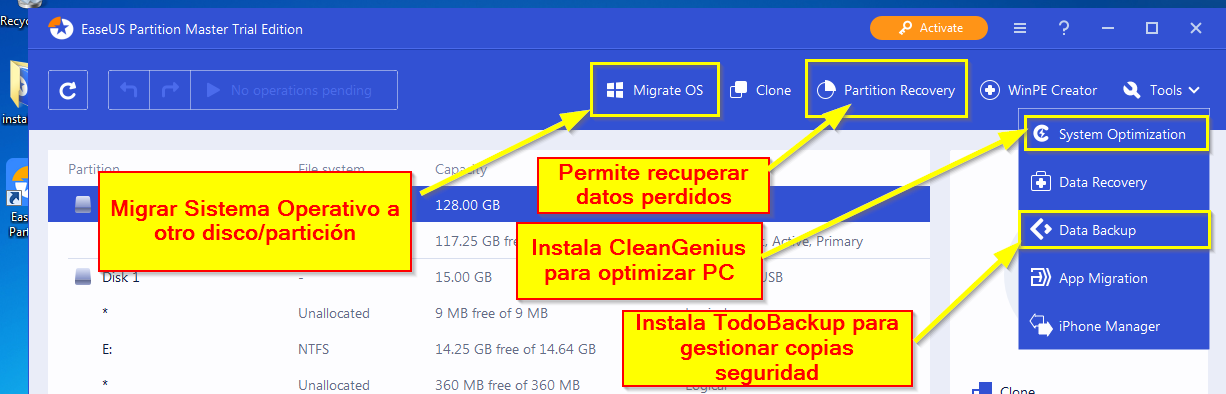 Recyc
EaseUS Partition Master Trial Edition
Activate
No operations pending
Migrate OS
Clone
Partition Recovery
WinPE Creator
Tools
insta
System Optimization
Data Recovery
Data Backup
App Migration
iPhone Manager
Partition
File system
Capacity
Migrar Sistema Operativo a
otro disco/partición
Permite recuperar
datos perdidos
Instala CleanGenius
para optimizar PC
Instala TodoBackup para
gestionar copias
seguridad
128.00 GB
117.25 GB free
Active, Primary
Disk 1
-
15.00 GB
USB
*
Unallocated
9 MB free of 9 MB
E:
NTFS
14.25 GB free of 14.64 GB
*
Unallocated
360 MB free of 360 MB
Logical
Eas
Part
Clone